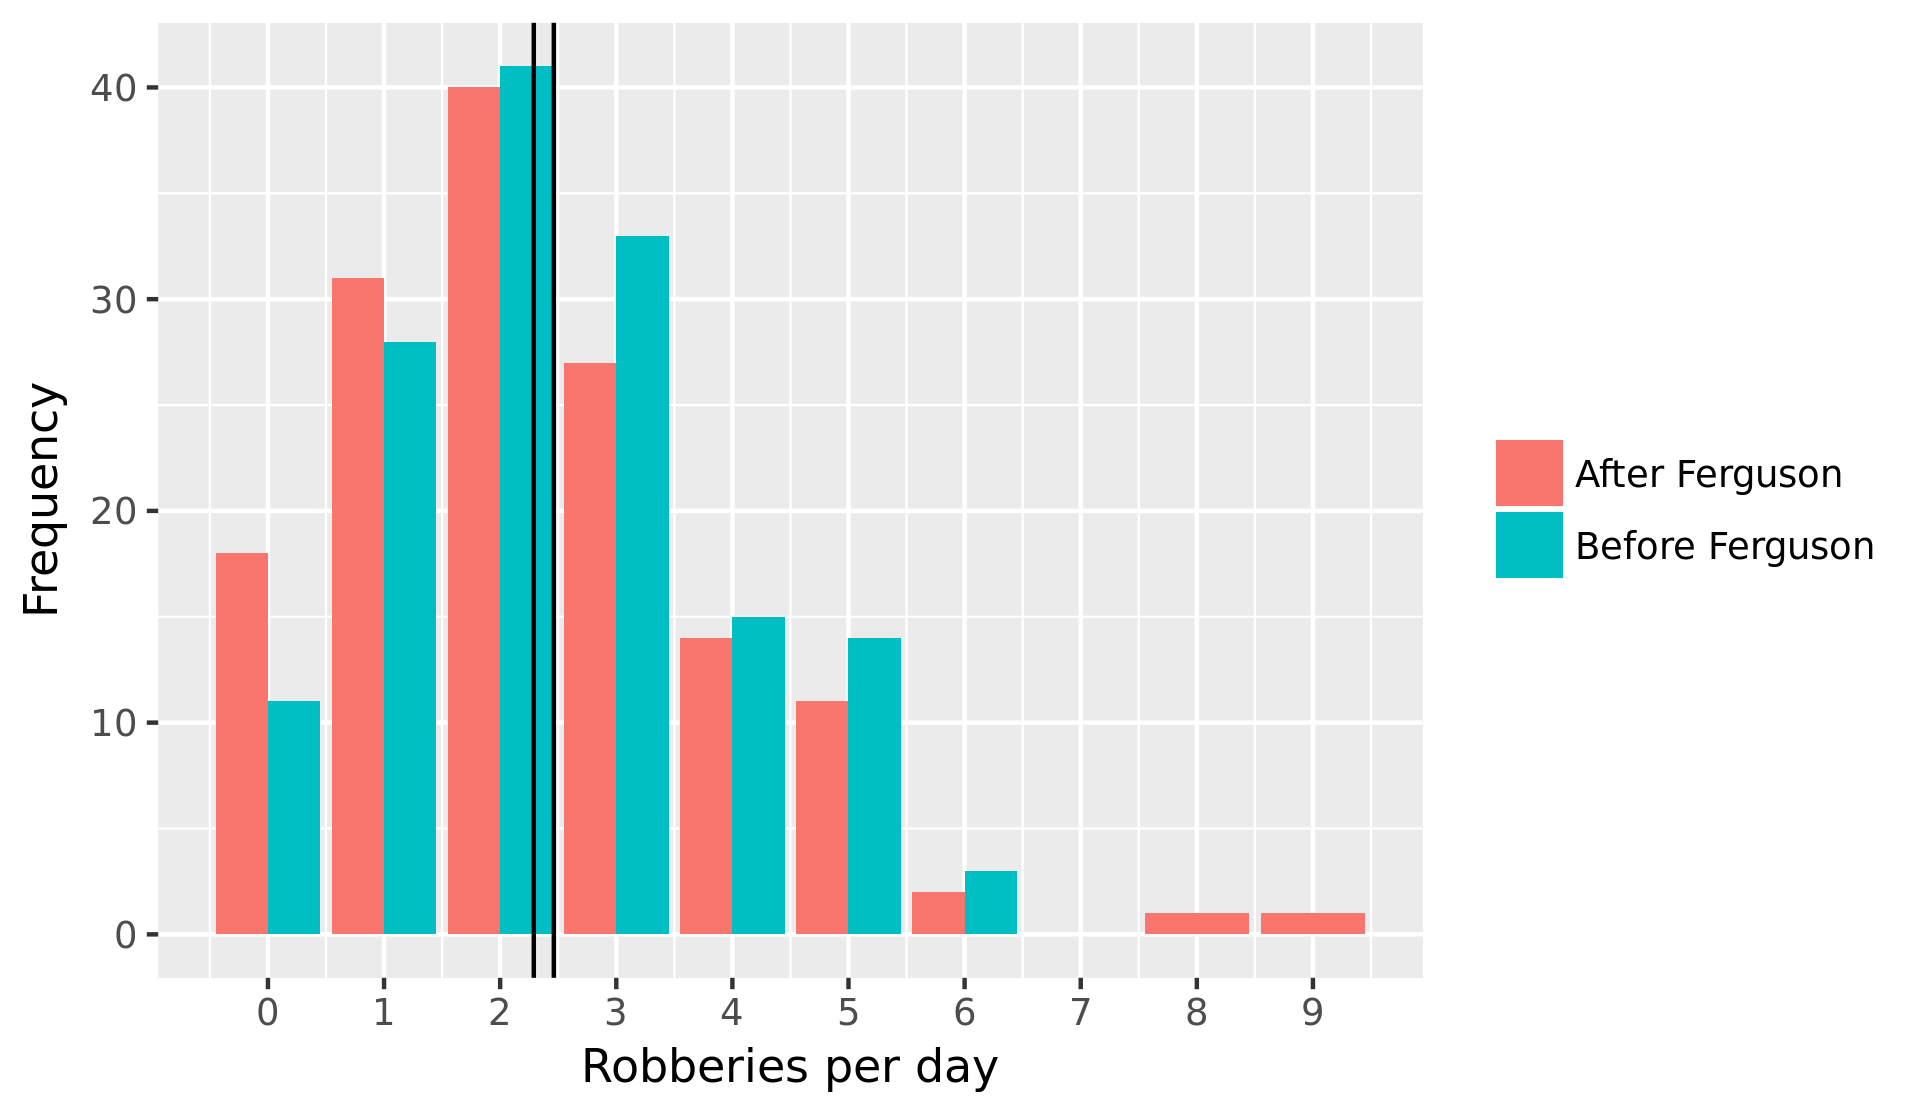 40
30
20
10
0
Frequency
0 1 2 3 4 5 6 7 8 9
Robberies per day
After Ferguson
Before Ferguson